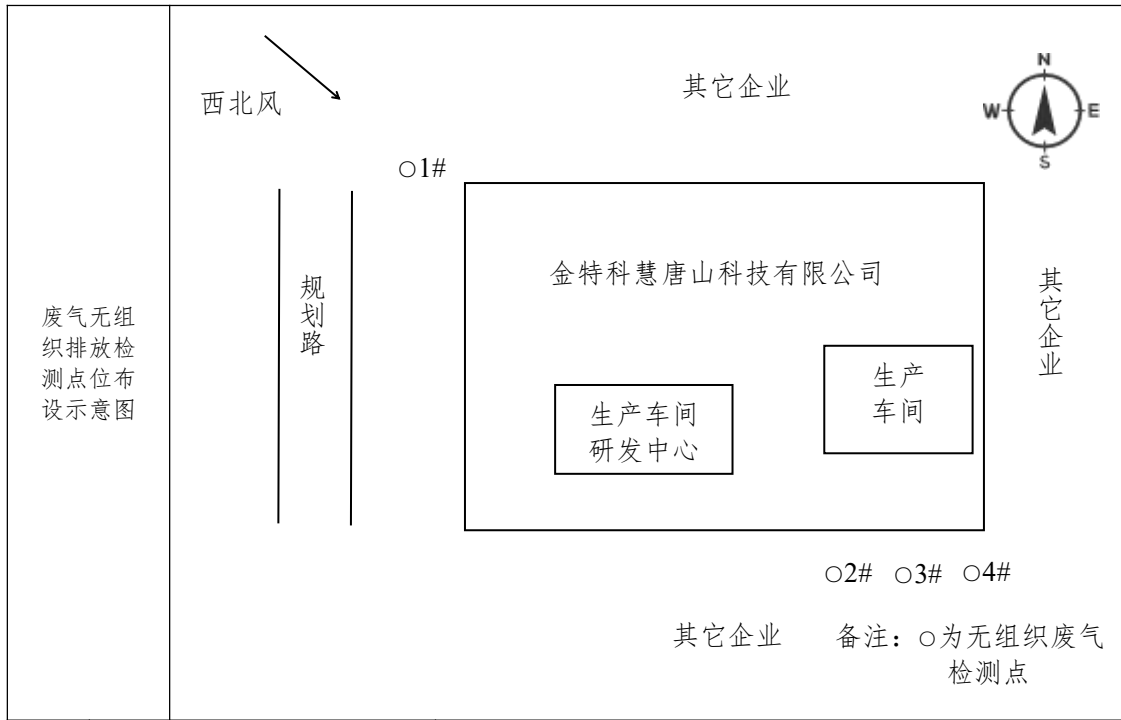 废气无组
织排放检
测点位布
设示意图
西北风
其它企业
N
W
E
S
○1#
规划路
金特科慧唐山科技有限公司
其它企业
生产车间
研发中心
生产
车间
○2# ○3# ○4#
其它企业
备注：○为无组织废气
检测点